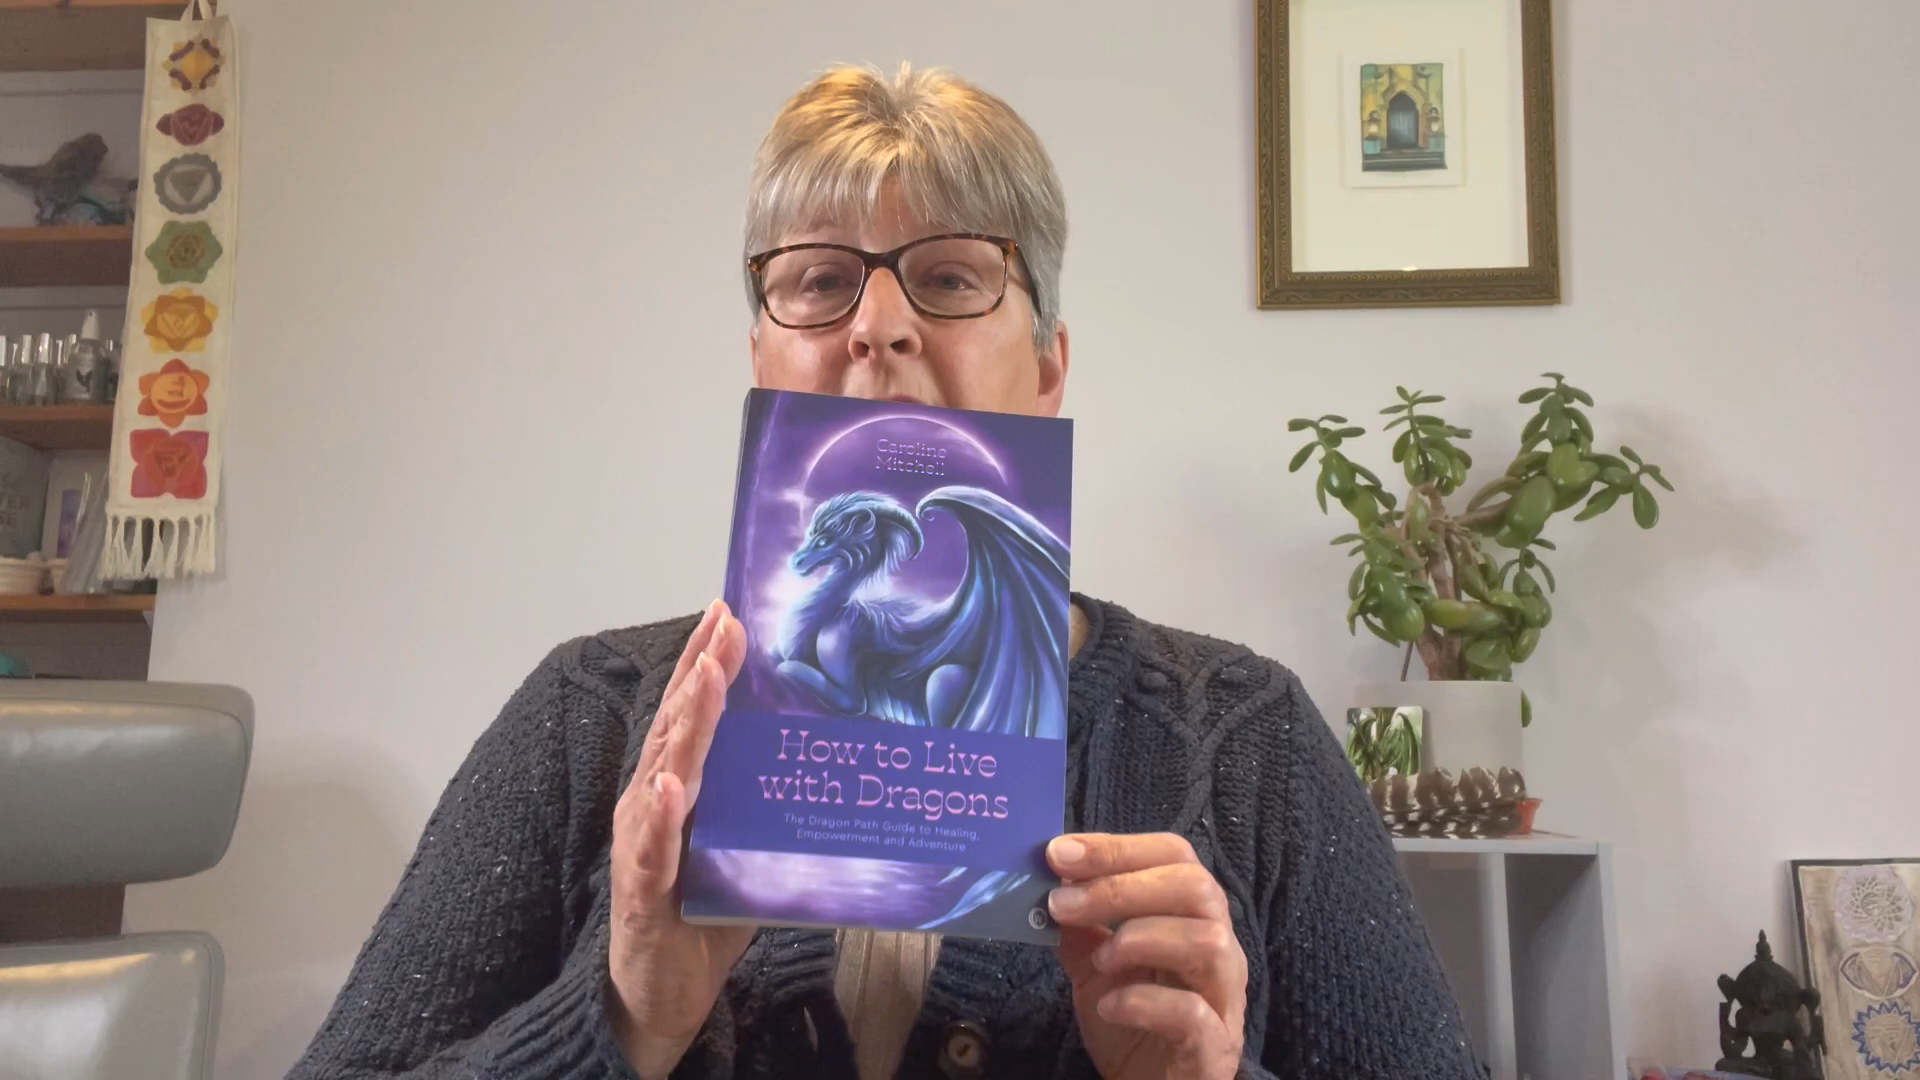 Caroline
Mitchell
How to Live
with Dragons
The Dragon Path Guide to Healing,
Empowerment and Adventure